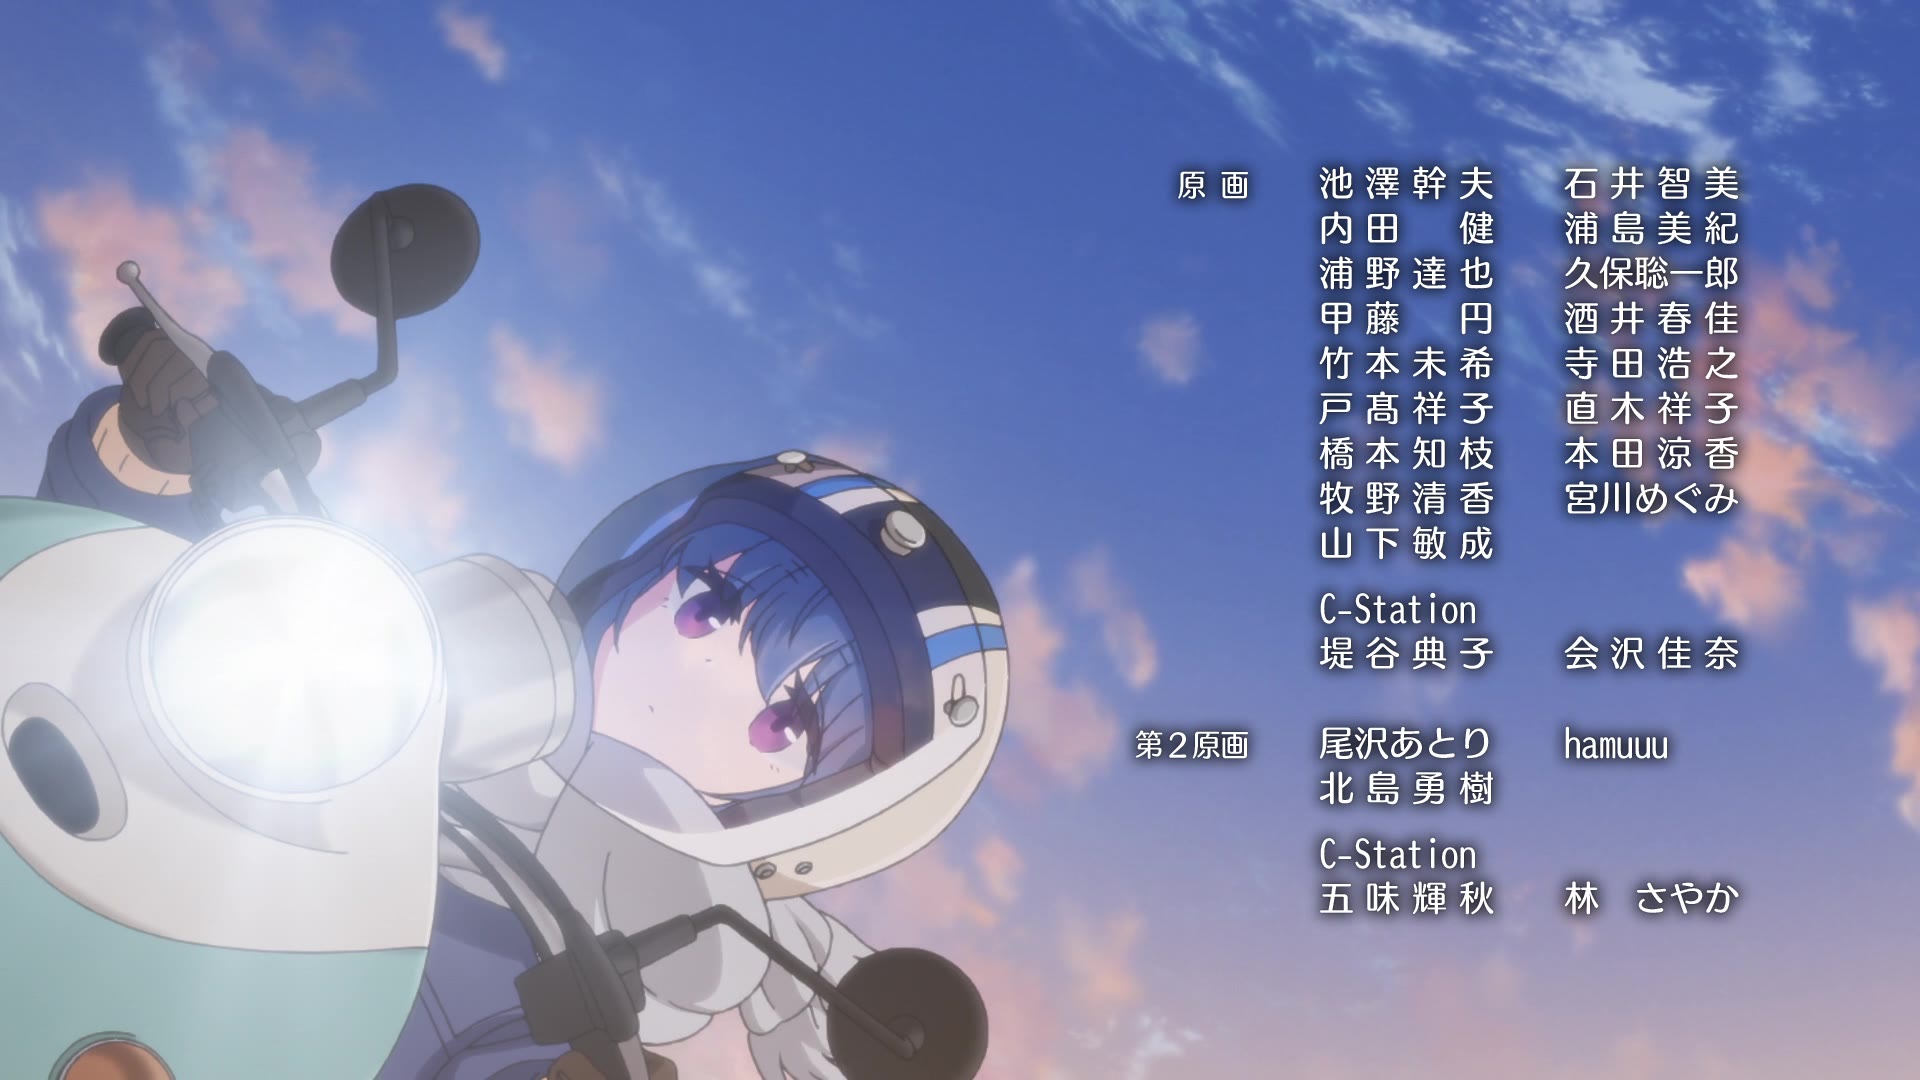 原画 池澤幹夫 石井智美
内田 健 浦島美紀
浦野達也 久保聡一郎
甲藤 円 酒井春佳
竹本未希 寺田浩之
戸髙祥子 直木祥子
橋本知枝 本田涼香
牧野清香 宮川めぐみ
山下敏成
C-Station
堤谷典子 会沢佳奈
第2原画 尾沢あとり hamuuu
北島勇樹
C-Station
五味輝秋 林 さやか